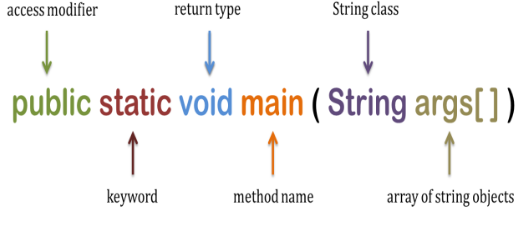 access modifier return type String class
public static void main ( String args[ ] )
keyword method name array of string objects